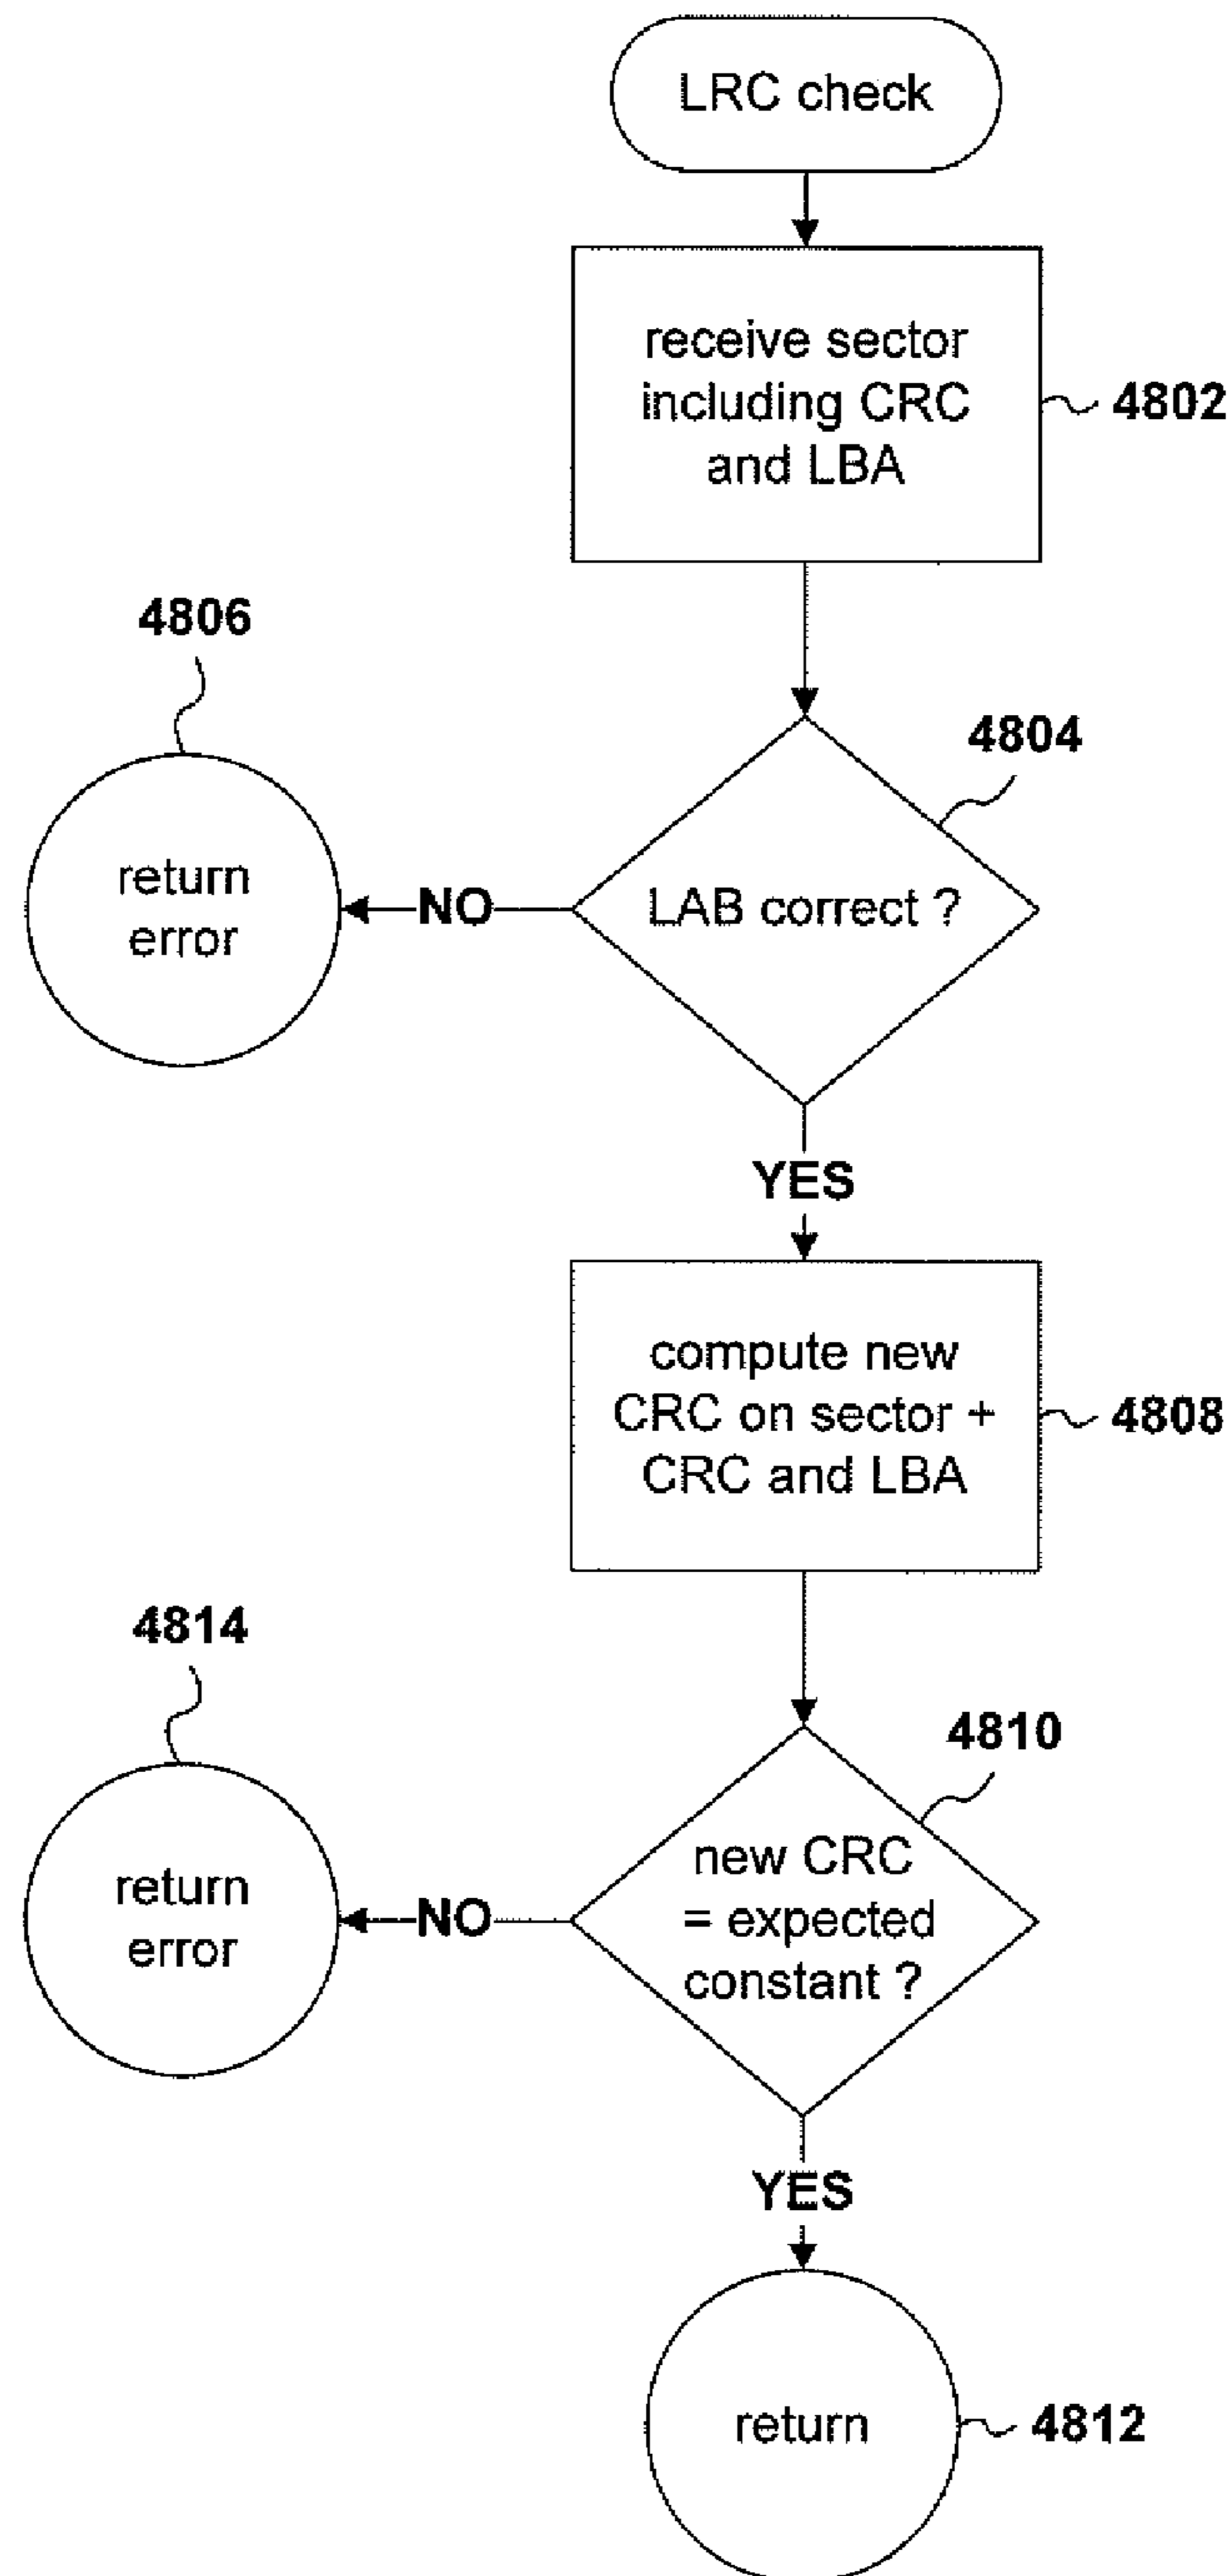 LRC check
receive sector
including CRC
and LBA
4802
4806
4804
return
error
NO
LAB correct ?
YES
compute new
CRC on sector +
CRC and LBA
4808
4814
4810
return
error
NO
new CRC
= expected
constant ?
YES
return
4812